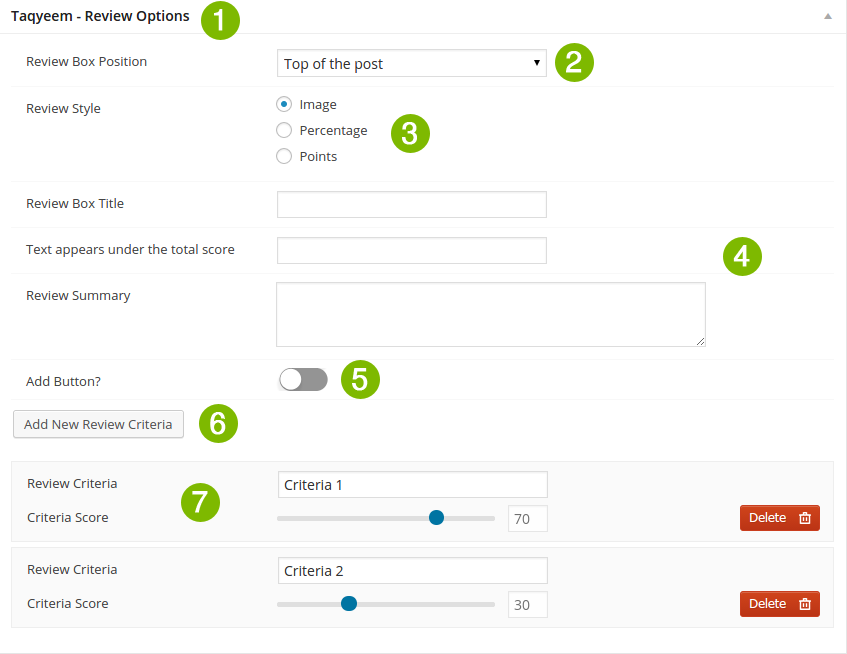 Taqyeem - Review Options 1
Review Box Position Top of the post 2
Review Style Image
Percentage 3
Points
Review Box Title
Text appears under the total score 4
Review Summary
Add Button? 5
Add New Review Criteria 6
Review Criteria Criteria 1
7
Criteria Score 70 Delete
Review Criteria Criteria 2
Criteria Score 30 Delete